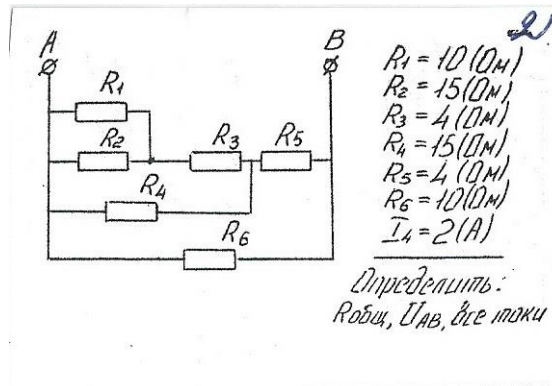 2)
A B
R₁
R₂ R₃ R₅
R₄
R₆
R₁ = 10 (Ом)
R₂ = 15 (Ом)
R₃ = 4 (Ом)
R₄ = 15 (Ом)
R₅ = 4 (Ом)
R₆ = 10 (Ом)
I₄ = 2 (А)
Определить:
Rобщ, UАВ, все токи